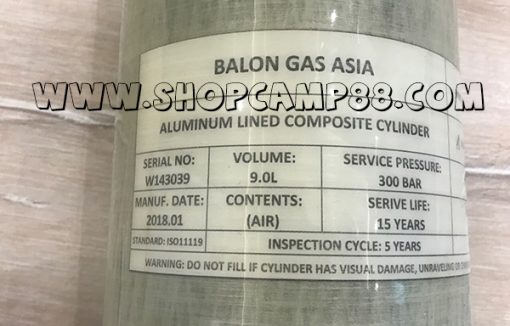 BALON GAS ASIA
WWW.SHOPCAMP88.COM
ALUMINUM LINED COMPOSITE CYLINDER
SERIAL NO: VOLUME: SERVICE PRESSURE:
W143039 9.0L 300 BAR
MANUF. DATE: CONTENTS: SERIVE LIFE:
2018.01 (AIR) 15 YEARS
STANDARD: ISO11119 INSPECTION CYCLE: 5 YEARS
WARNING: DO NOT FILL IF CYLINDER HAS VISUAL DAMAGE, UNRAVELING OR